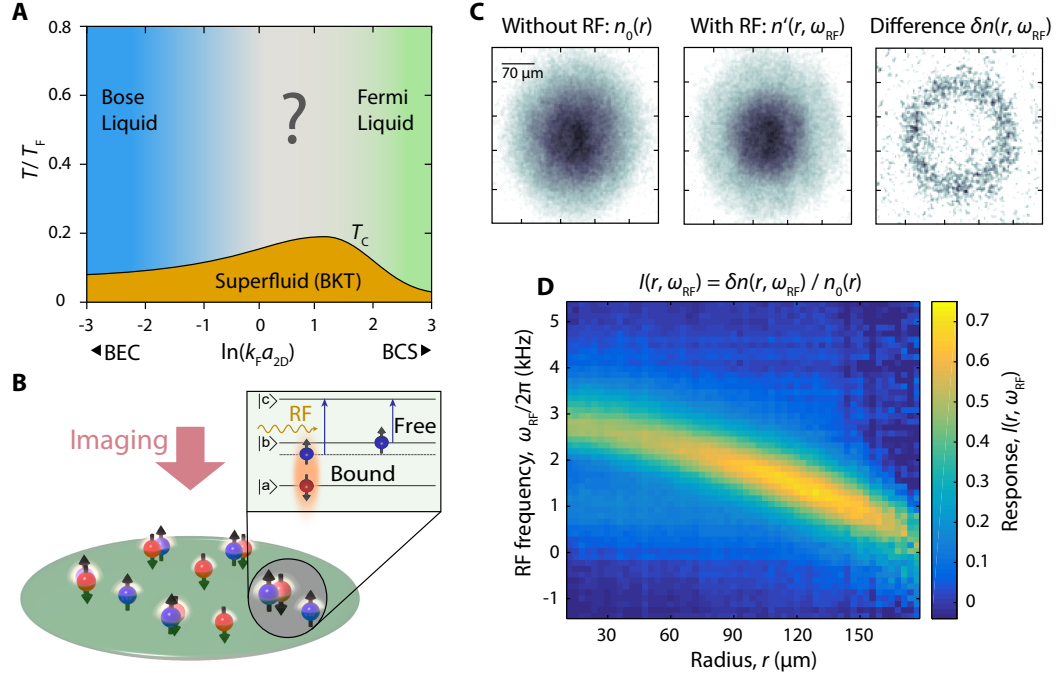 A
0.8
0.6
0.4
0.2
0
T/T_F
Bose
Liquid
?
Fermi
Liquid
T_C
Superfluid (BKT)
-3 -2 -1 0 1 2 3
◄BEC ln(k_F a_2D) BCS►
B
Imaging
|c>
RF
Free
|b>
Bound
|a>
C
Without RF: n_0(r)
With RF: n'(r, ω_RF)
Difference δn(r, ω_RF)
70 μm
D
I(r, ω_RF) = δn(r, ω_RF) / n_0(r)
5
4
3
2
1
0
-1
RF frequency, ω_RF/2π (kHz)
30 60 90 120 150
Radius, r (μm)
0.7
0.6
0.5
0.4
0.3
0.2
0.1
0
Response, I(r, ω_RF)